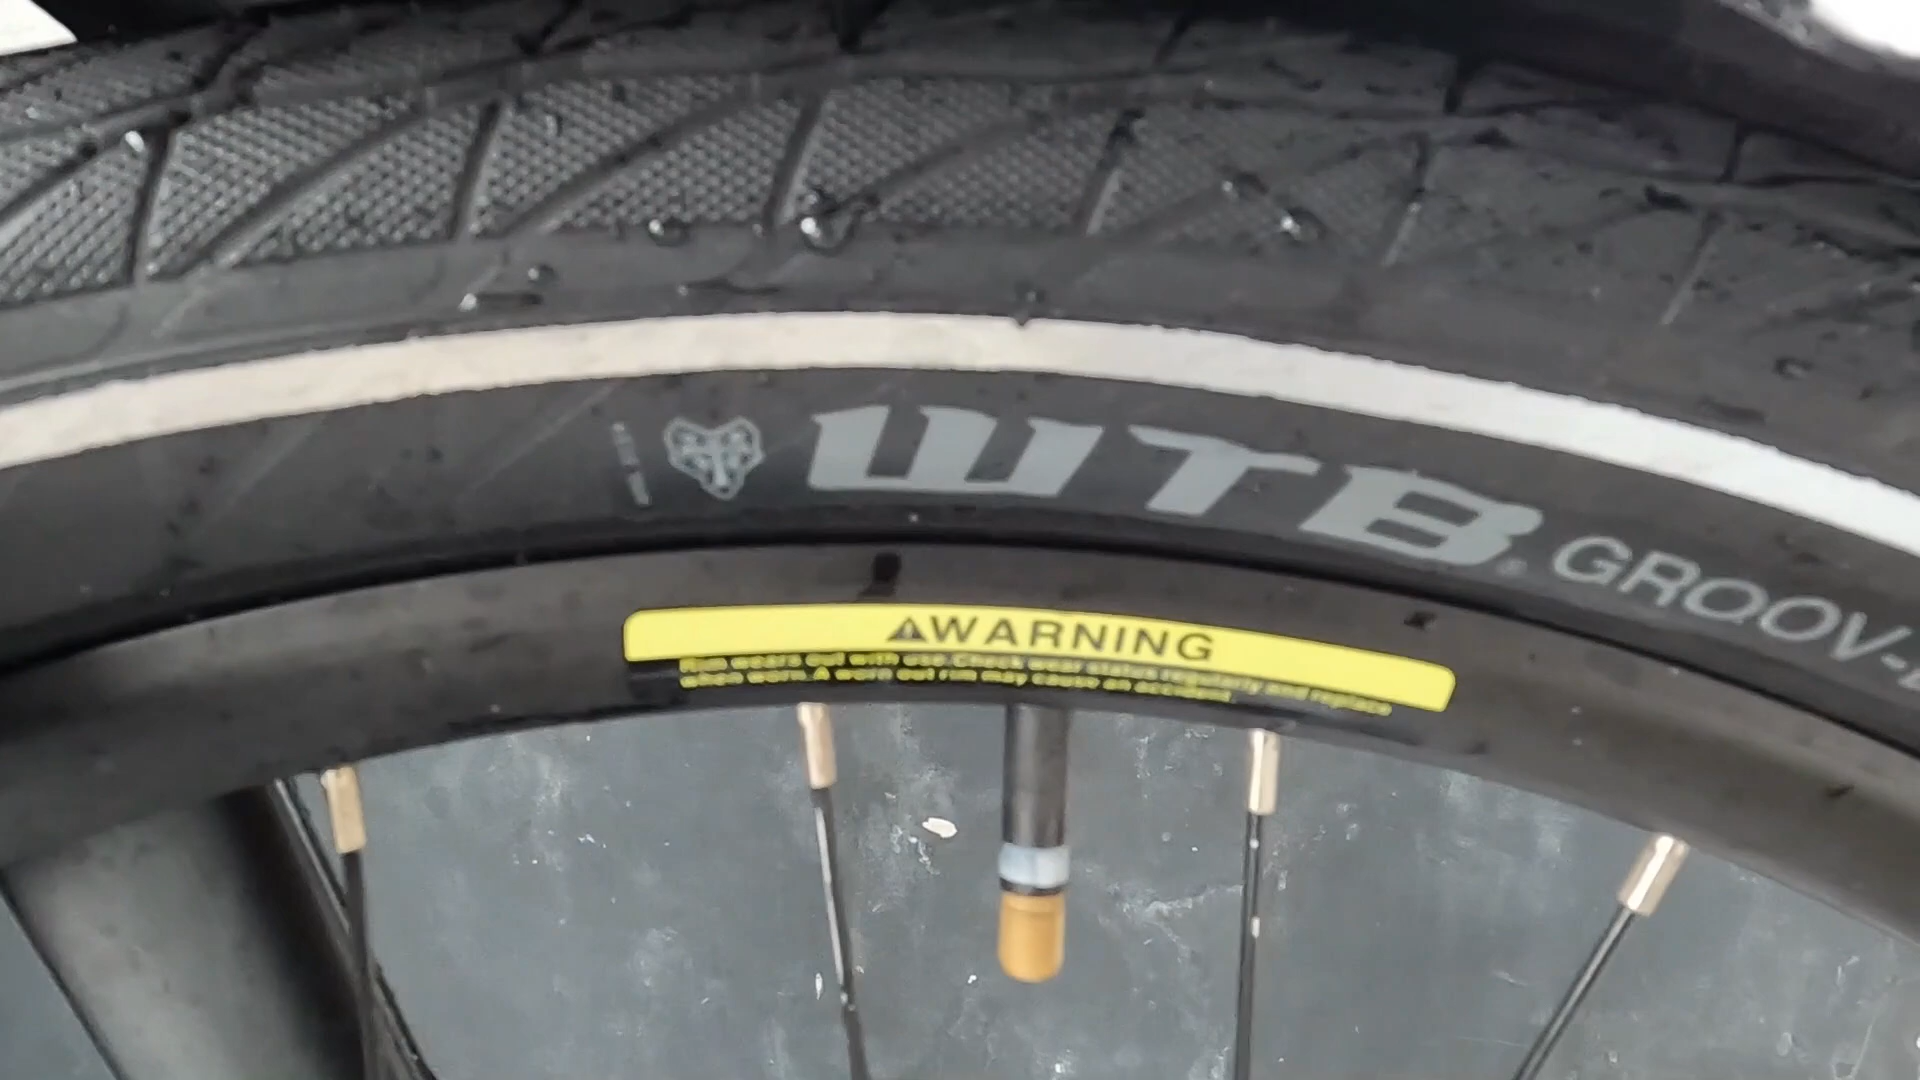 WTB® GROOV-
⚠WARNING
Rim wears out with use. Check wear status regularly and replace
when worn. A worn out rim may cause an accident.